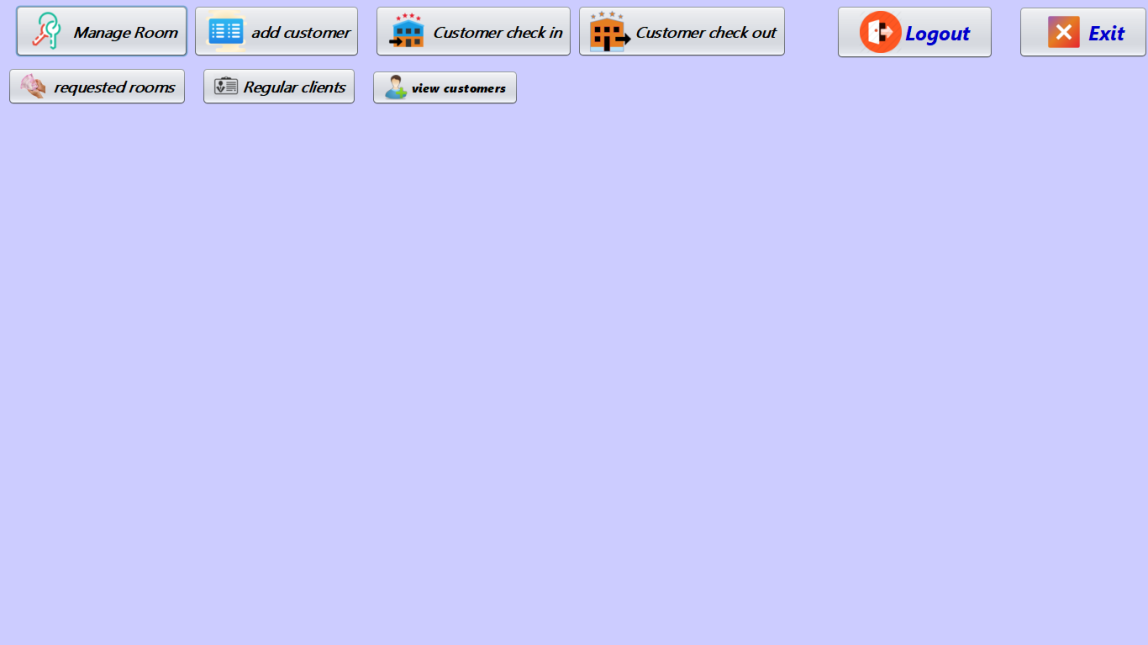 Manage Room
add customer
Customer check in
Customer check out
Logout
Exit
requested rooms
Regular clients
view customers